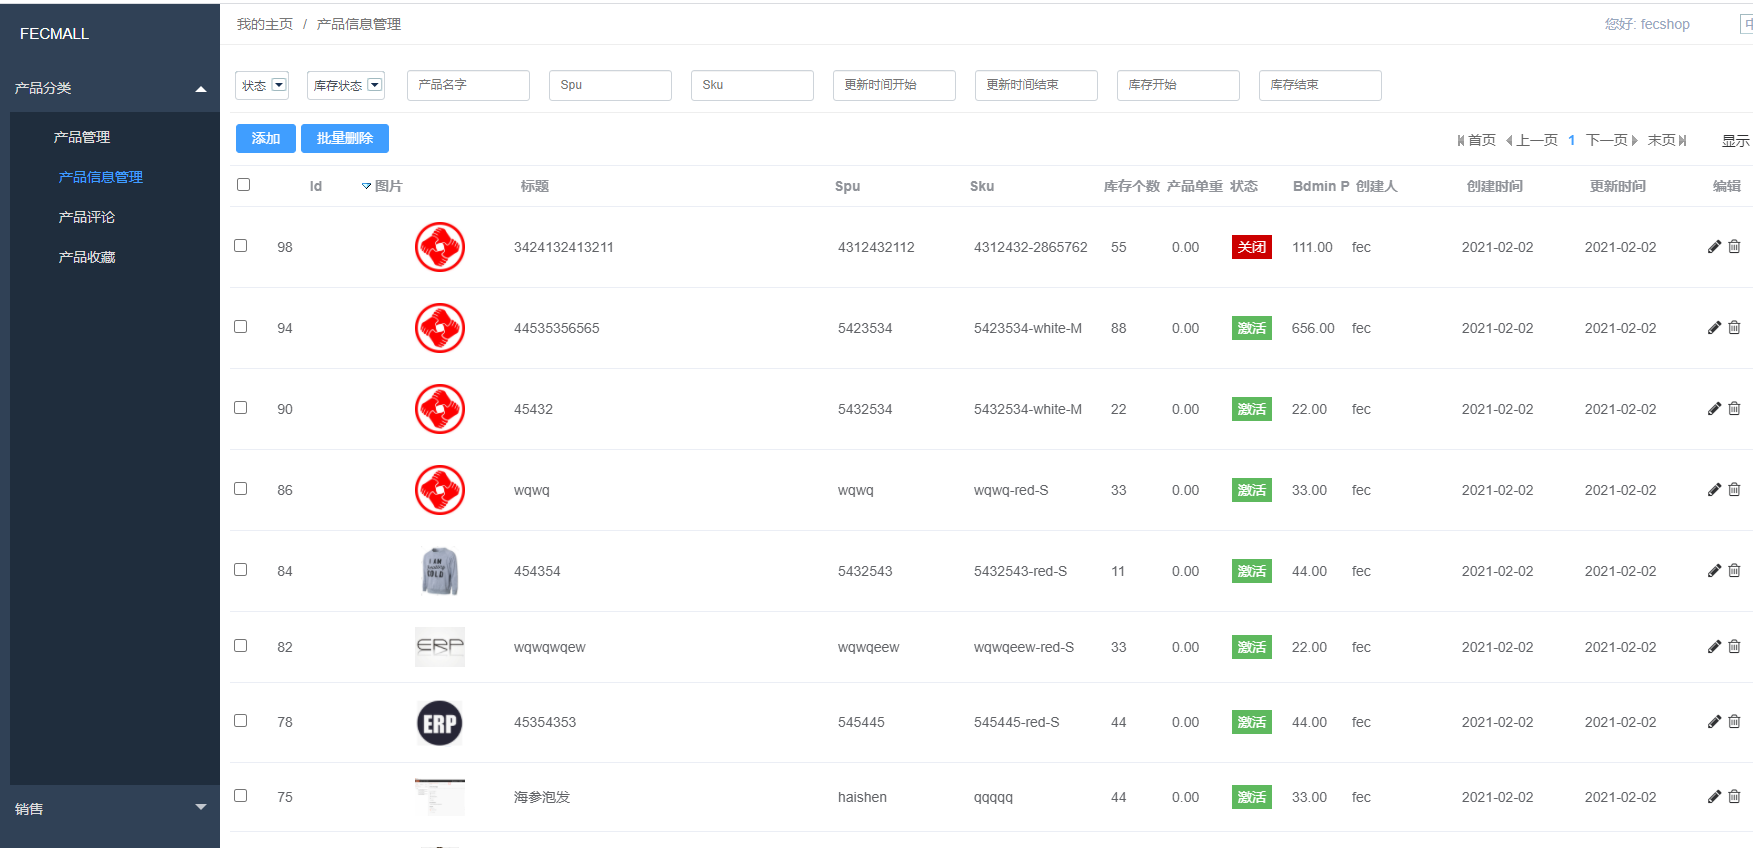 FECMALL
产品分类
产品管理
产品信息管理
产品评论
产品收藏
销售
我的主页 / 产品信息管理 您好: fecshop
状态 库存状态 产品名字 Spu Sku 更新时间开始 更新时间结束 库存开始 库存结束
添加 批量删除 首页 上一页 1 下一页 末页 显示
Id 图片 标题 Spu Sku 库存个数 产品单重 状态 Bdmin P 创建人 创建时间 更新时间 编辑
98 3424132413211 4312432112 4312432-2865762 55 0.00 关闭 111.00 fec 2021-02-02 2021-02-02
94 44535356565 5423534 5423534-white-M 88 0.00 激活 656.00 fec 2021-02-02 2021-02-02
90 45432 5432534 5432534-white-M 22 0.00 激活 22.00 fec 2021-02-02 2021-02-02
86 wqwq wqwq wqwq-red-S 33 0.00 激活 33.00 fec 2021-02-02 2021-02-02
84 454354 5432543 5432543-red-S 11 0.00 激活 44.00 fec 2021-02-02 2021-02-02
82 ERP wqwqwqew wqwqeew wqwqeew-red-S 33 0.00 激活 22.00 fec 2021-02-02 2021-02-02
78 ERP 45354353 545445 545445-red-S 44 0.00 激活 44.00 fec 2021-02-02 2021-02-02
75 海参泡发 haishen qqqqq 44 0.00 激活 33.00 fec 2021-02-02 2021-02-02